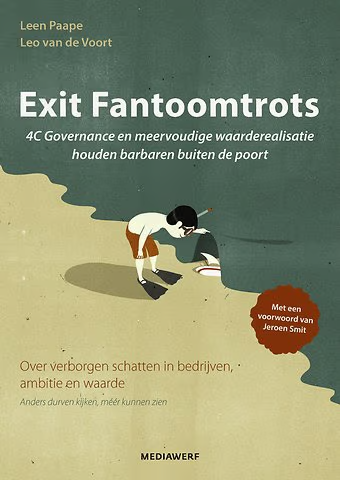 Leen Paape
Leo van de Voort
Exit Fantoomtrots
4C Governance en meervoudige waarderealisatie
houden barbaren buiten de poort
Met een
voorwoord van
Jeroen Smit
Over verborgen schatten in bedrijven,
ambitie en waarde
Anders durven kijken, méér kunnen zien
MEDIAWERF